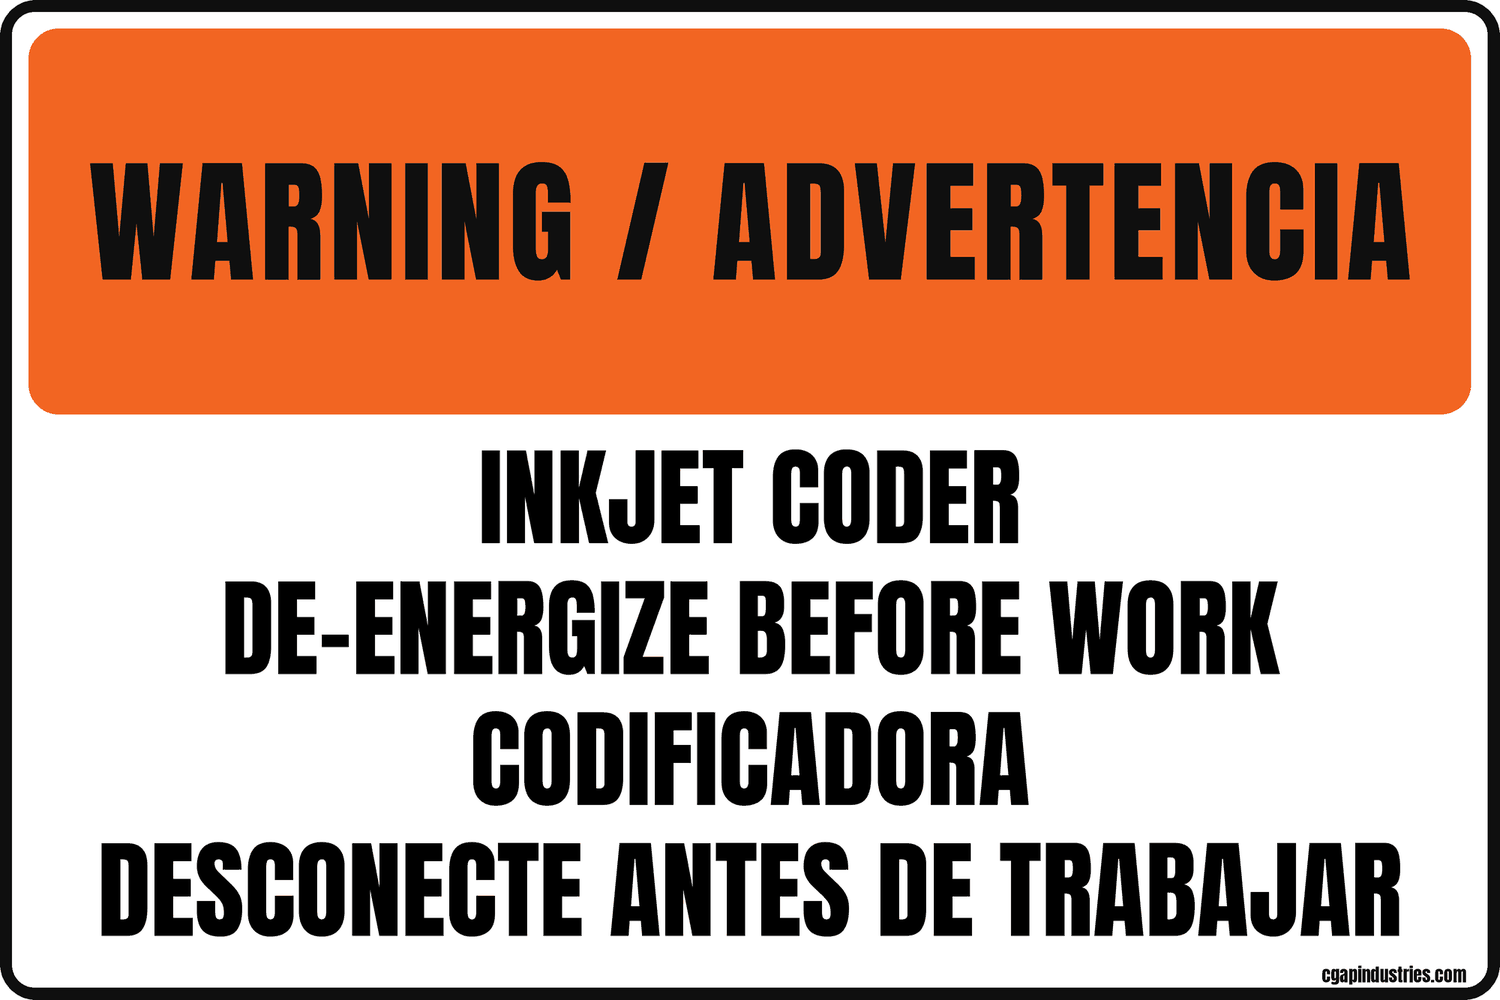 WARNING / ADVERTENCIA
INKJET CODER
DE-ENERGIZE BEFORE WORK
CODIFICADORA
DESCONECTE ANTES DE TRABAJAR
cgapindustries.com